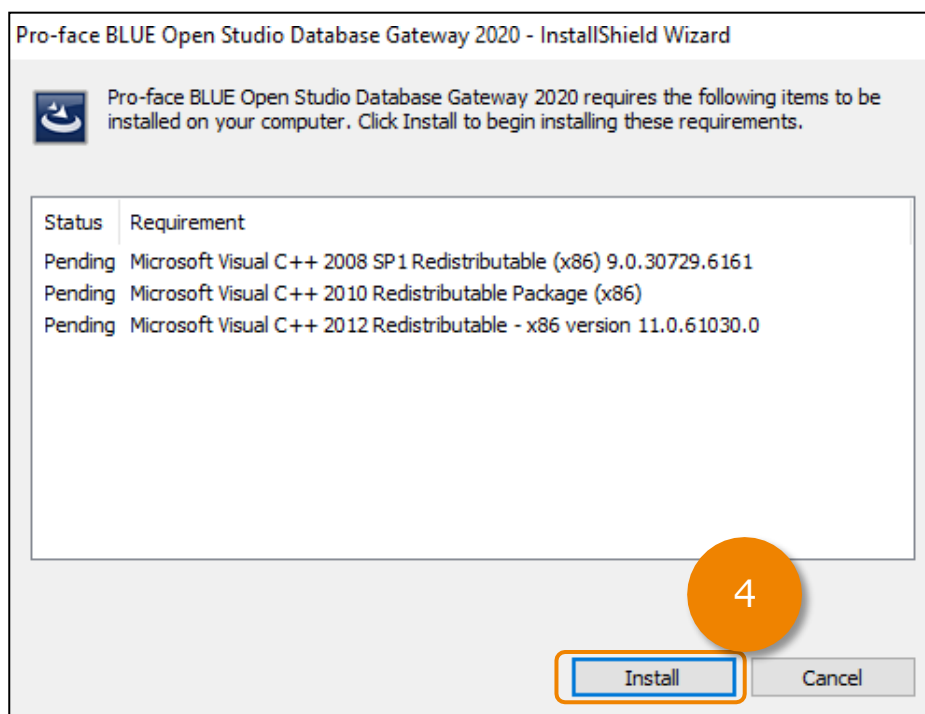 Pro-face BLUE Open Studio Database Gateway 2020 - InstallShield Wizard
Pro-face BLUE Open Studio Database Gateway 2020 requires the following items to be
installed on your computer. Click Install to begin installing these requirements.
Status Requirement
Pending Microsoft Visual C++ 2008 SP1 Redistributable (x86) 9.0.30729.6161
Pending Microsoft Visual C++ 2010 Redistributable Package (x86)
Pending Microsoft Visual C++ 2012 Redistributable - x86 version 11.0.61030.0
4
Install Cancel